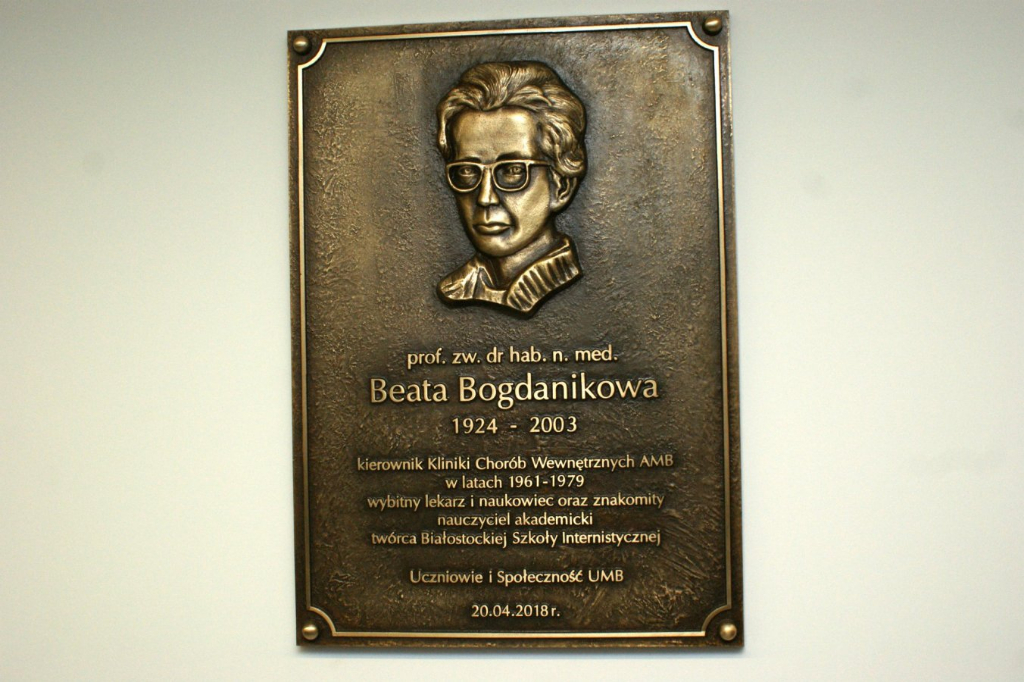 prof. zw. dr hab. n. med.
Beata Bogdanikowa
1924 - 2003
kierownik Kliniki Chorób Wewnętrznych AMB
w latach 1961-1979
wybitny lekarz i naukowiec oraz znakomity
nauczyciel akademicki
twórca Białostockiej Szkoły Internistycznej
Uczniowie i Społeczność UMB
20.04.2018 r.